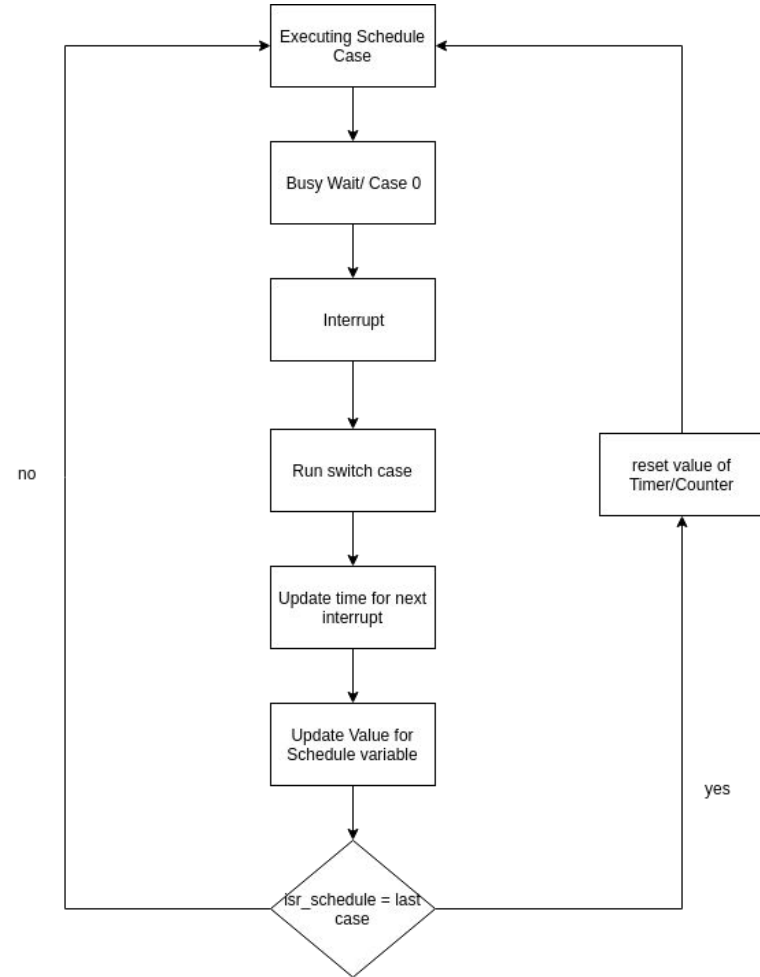 Executing Schedule
Case
Busy Wait/ Case 0
Interrupt
Run switch case
no
reset value of
Timer/Counter
Update time for next
interrupt
Update Value for
Schedule variable
yes
isr_schedule = last
case